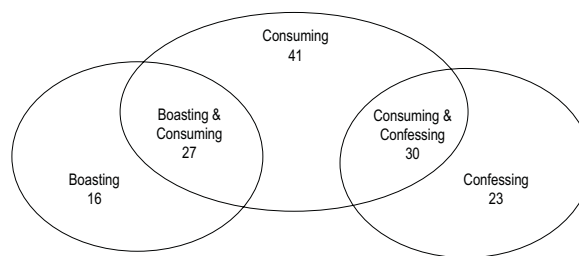 Consuming
41
Boasting &
Consuming
27
Consuming &
Confessing
30
Boasting
16
Confessing
23